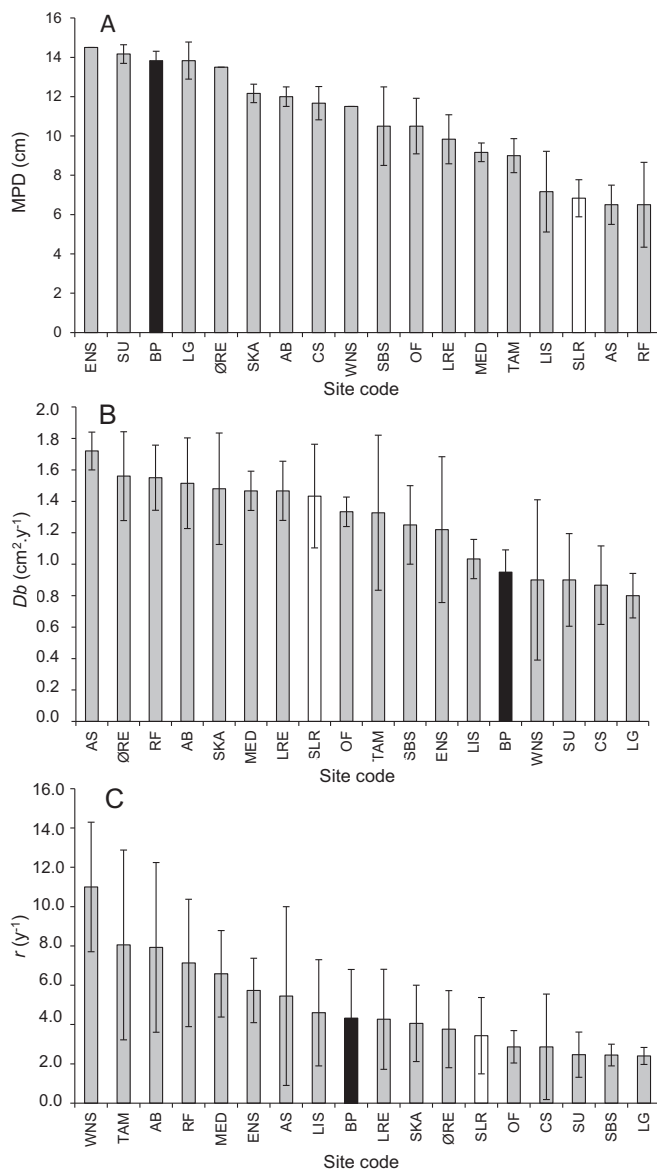 A
16
14
12
10
8
6
4
2
0
MPD (cm)
ENS SU BP LG ØRE SKA AB CS WNS SBS OF LRE MED TAM LIS SLR AS RF
Site code
B
2.0
1.8
1.6
1.4
1.2
1.0
0.8
0.6
0.4
0.2
0.0
Db (cm².y⁻¹)
AS ØRE RF AB SKA MED LRE SLR OF TAM SBS ENS LIS BP WNS SU CS LG
Site code
C
16.0
14.0
12.0
10.0
8.0
6.0
4.0
2.0
0.0
r (y⁻¹)
WNS TAM AB RF MED ENS AS LIS BP LRE SKA ØRE SLR OF CS SU SBS LG
Site code